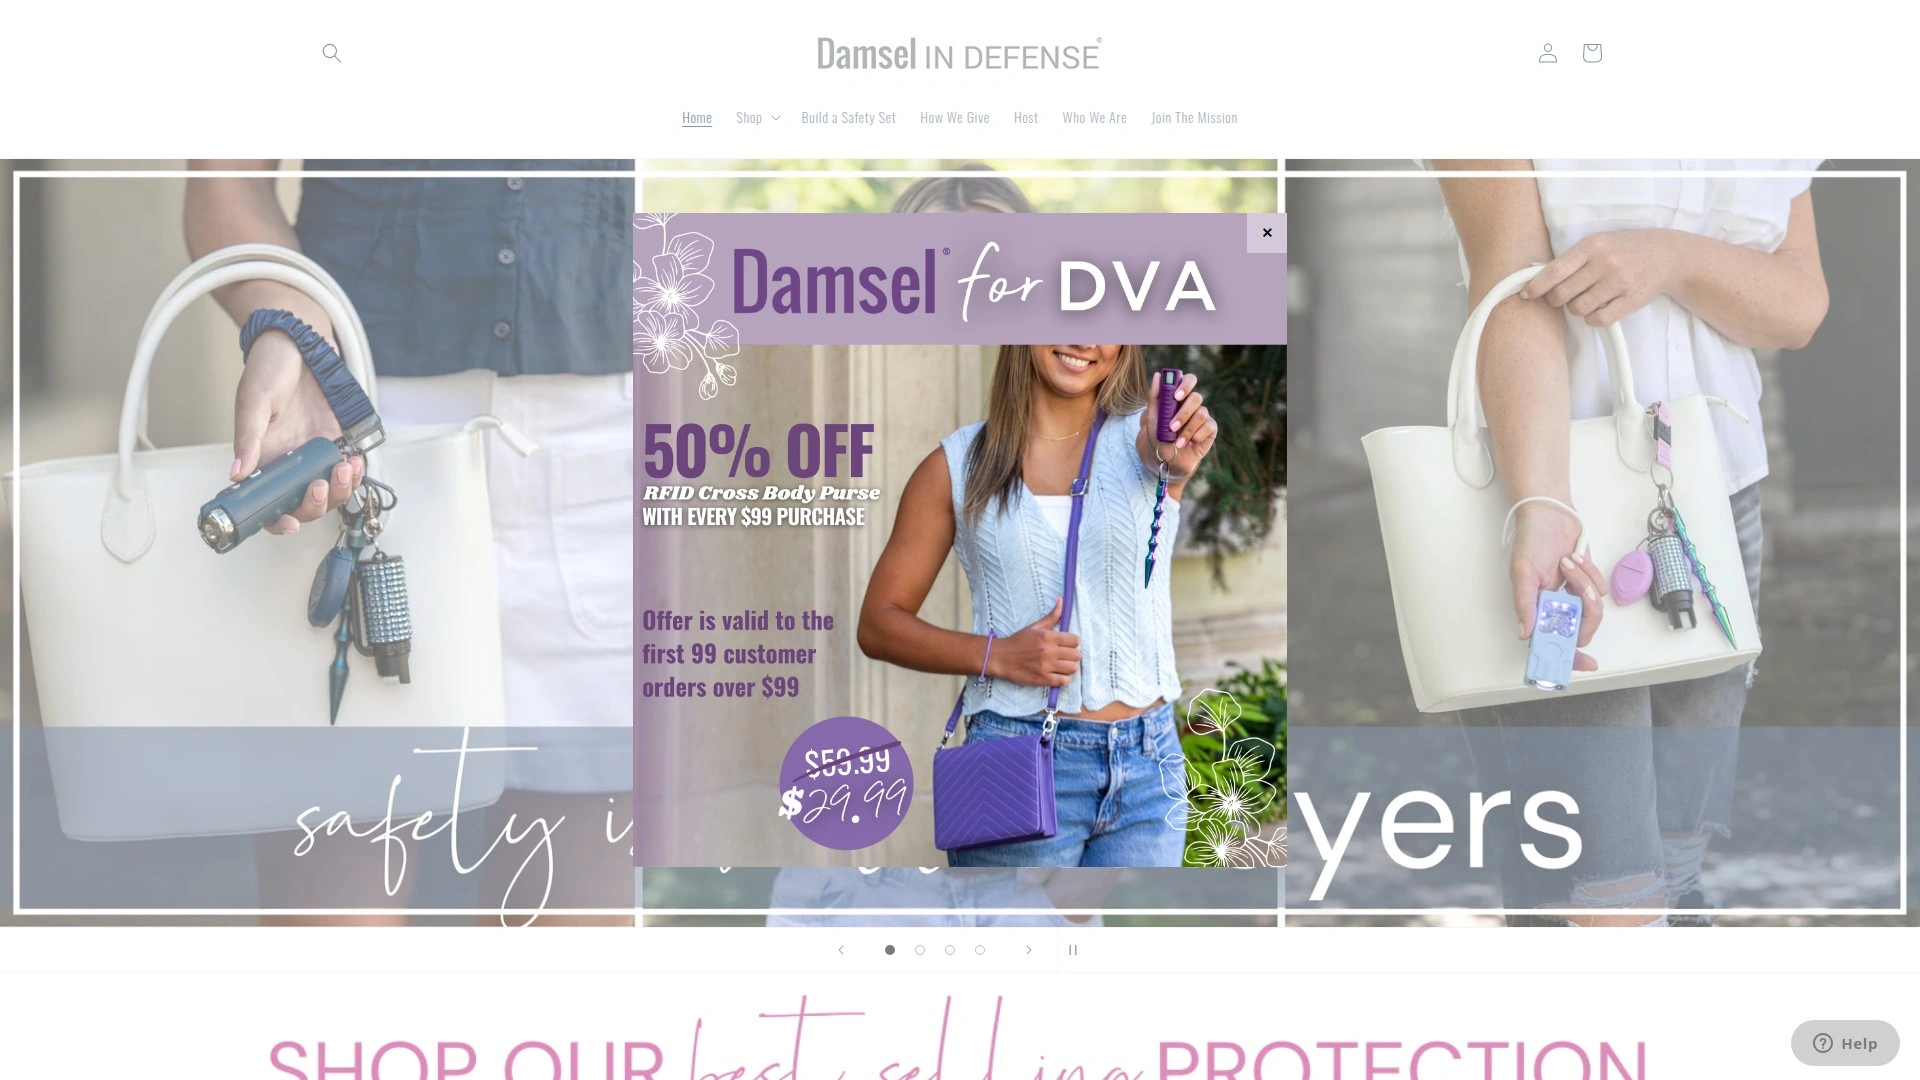 Damsel IN DEFENSE®
Home
Shop
Build a Safety Set
How We Give
Host
Who We Are
Join The Mission
×
Damsel® for DVA
50% OFF
RFID Cross Body Purse
WITH EVERY $99 PURCHASE
Offer is valid to the
first 99 customer
orders over $99
$59.99
$29.99
safety
yers
SHOP OUR best selling PROTECTION
Help